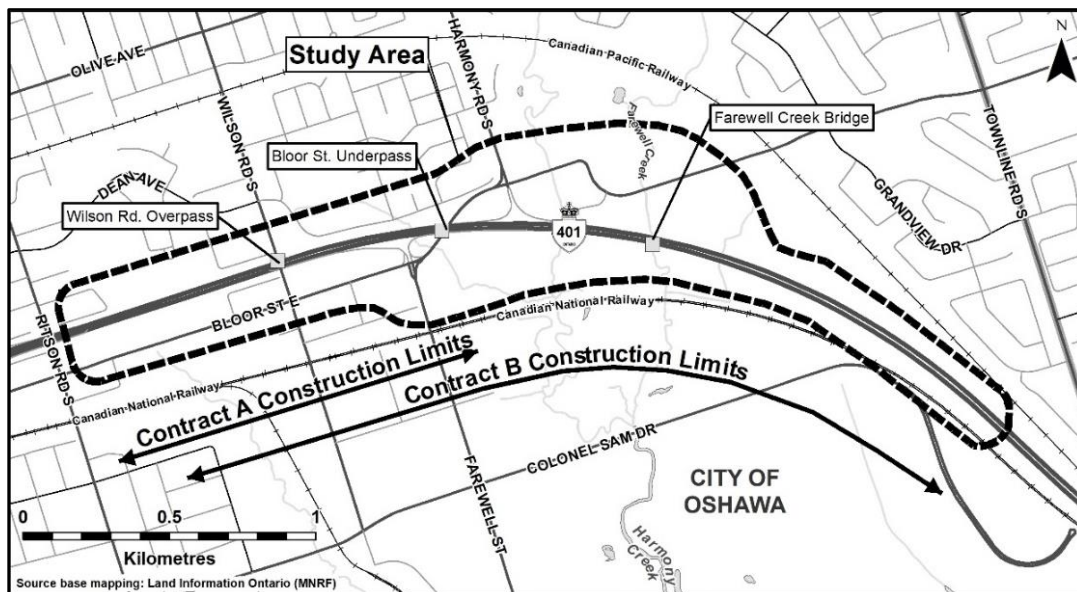 OLIVE AVE
Study Area
HARMONY RD S
Canadian Pacific Railway
N
WILSON RD S
Farewell Creek
Farewell Creek Bridge
TOWNLINE RD S
Bloor St. Underpass
DEAN AVE
Wilson Rd. Overpass
401
GRANDVIEW DR
BLOOR ST E
RITSON RD S
Canadian National Railway
Canadian National Railway
Contract A Construction Limits
Contract B Construction Limits
COLONEL SAM DR
FAREWELL ST
CITY OF
OSHAWA
Harmony
Creek
0 0.5 1
Kilometres
Source base mapping: Land Information Ontario (MNRF)